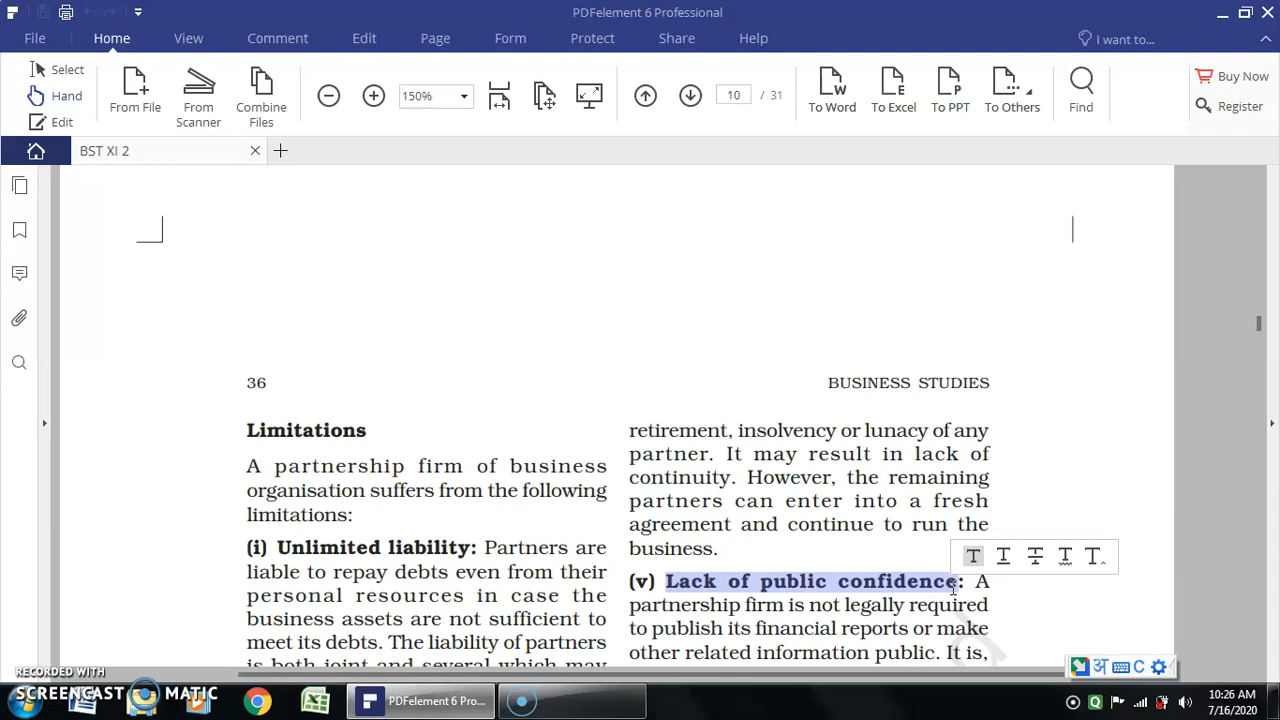 PDFelement 6 Professional
File Home View Comment Edit Page Form Protect Share Help I want to...
Select
Hand
Edit
From File
From Scanner
Combine Files
150%
10 / 31
To Word
To Excel
To PPT
To Others
Find
Buy Now
Register
BST XI 2
36
BUSINESS STUDIES
Limitations
A partnership firm of business
organisation suffers from the following
limitations:
(i) Unlimited liability: Partners are
liable to repay debts even from their
personal resources in case the
business assets are not sufficient to
meet its debts. The liability of partners
is both joint and several which may
retirement, insolvency or lunacy of any
partner. It may result in lack of
continuity. However, the remaining
partners can enter into a fresh
agreement and continue to run the
business.
(v) Lack of public confidence: A
partnership firm is not legally required
to publish its financial reports or make
other related information public. It is,
अ
RECORDED WITH
SCREENCAST MATIC
PDFelement 6 Pro...
10:26 AM
7/16/2020